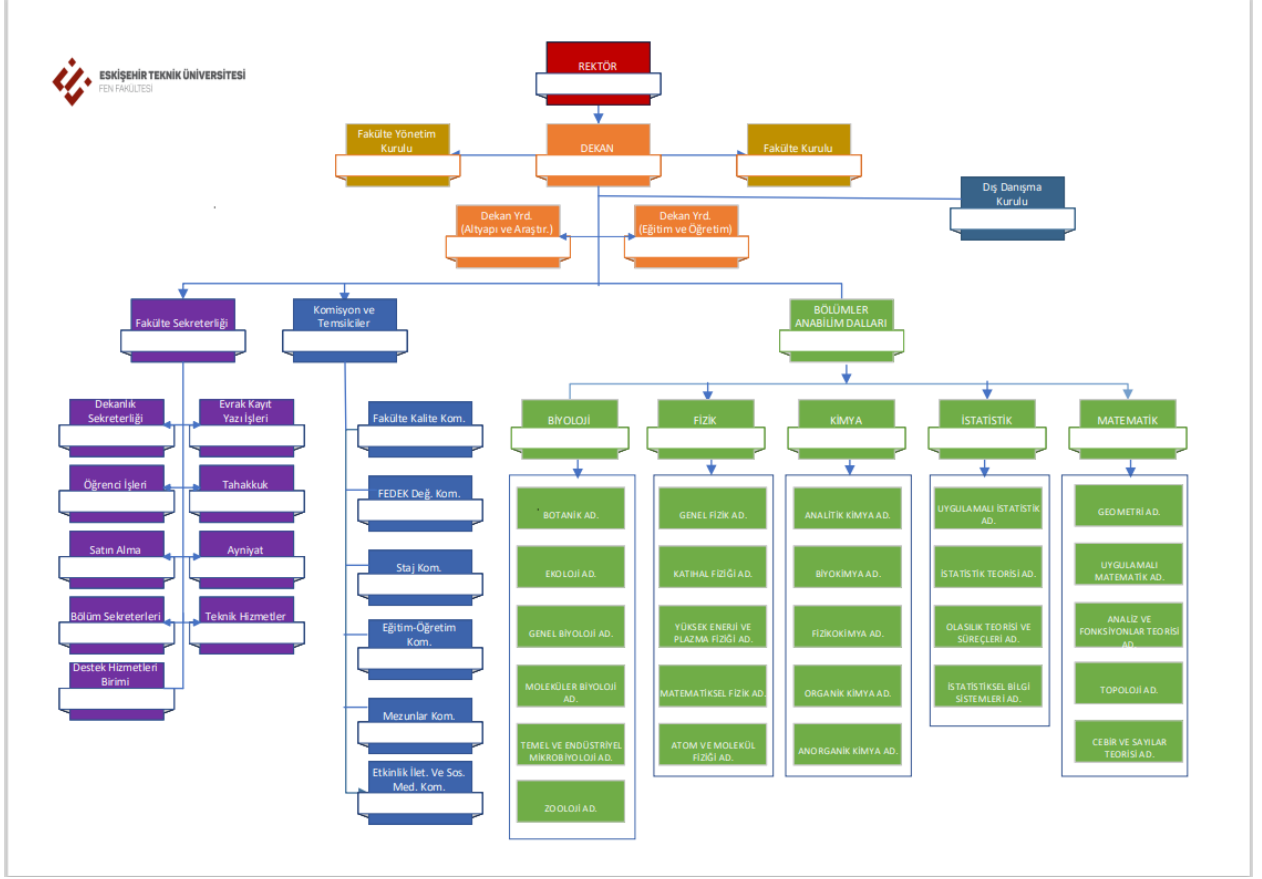 ESKİŞEHİR TEKNİK ÜNİVERSİTESİ
FEN FAKÜLTESİ
REKTÖR
Fakülte Yönetim
Kurulu
DEKAN
Fakülte Kurulu
Dış Danışma
Kurulu
Dekan Yrd.
(Altyapı ve Araştır.)
Dekan Yrd.
(Eğitim ve Öğretim)
Fakülte Sekreterliği
Komisyon ve
Temsilciler
BÖLÜMLER
ANABİLİM DALLARI
Dekanlık
Sekreterliği
Evrak Kayıt
Yazı İşleri
Öğrenci İşleri
Tahakkuk
Satın Alma
Ayniyat
Bölüm Sekreterleri
Teknik Hizmetler
Destek Hizmetleri
Birimi
Fakülte Kalite Kom.
FEDEK Değ. Kom.
Staj Kom.
Eğitim-Öğretim
Kom.
Mezunlar Kom.
Etkinlik İlet. Ve Sos.
Med. Kom.
BİYOLOJİ
BOTANİK AD.
EKOLOJİ AD.
GENEL BİYOLOJİ AD.
MOLEKÜLER BİYOLOJİ
AD.
TEMEL VE ENDÜSTRİYEL
MİKROBİYOLOJİ AD.
ZOOLOJİ AD.
FİZİK
GENEL FİZİK AD.
KATIHAL FİZİĞİ AD.
YÜKSEK ENERJİ VE
PLAZMA FİZİĞİ AD.
MATEMATİKSEL FİZİK AD.
ATOM VE MOLEKÜL
FİZİĞİ AD.
KİMYA
ANALİTİK KİMYA AD.
BİYOKİMYA AD.
FİZİKOKİMYA AD.
ORGANİK KİMYA AD.
ANORGANİK KİMYA AD.
İSTATİSTİK
UYGULAMALI İSTATİSTİK
AD.
İSTATİSTİK TEORİSİ AD.
OLASILIK TEORİSİ VE
SÜREÇLERİ AD.
İSTATİSTİKSEL BİLGİ
SİSTEMLERİ AD.
MATEMATİK
GEOMETRİ AD.
UYGULAMALI
MATEMATİK AD.
ANALİZ VE
FONKSİYONLAR TEORİSİ
AD.
TOPOLOJİ AD.
CEBİR VE SAYILAR
TEORİSİ AD.